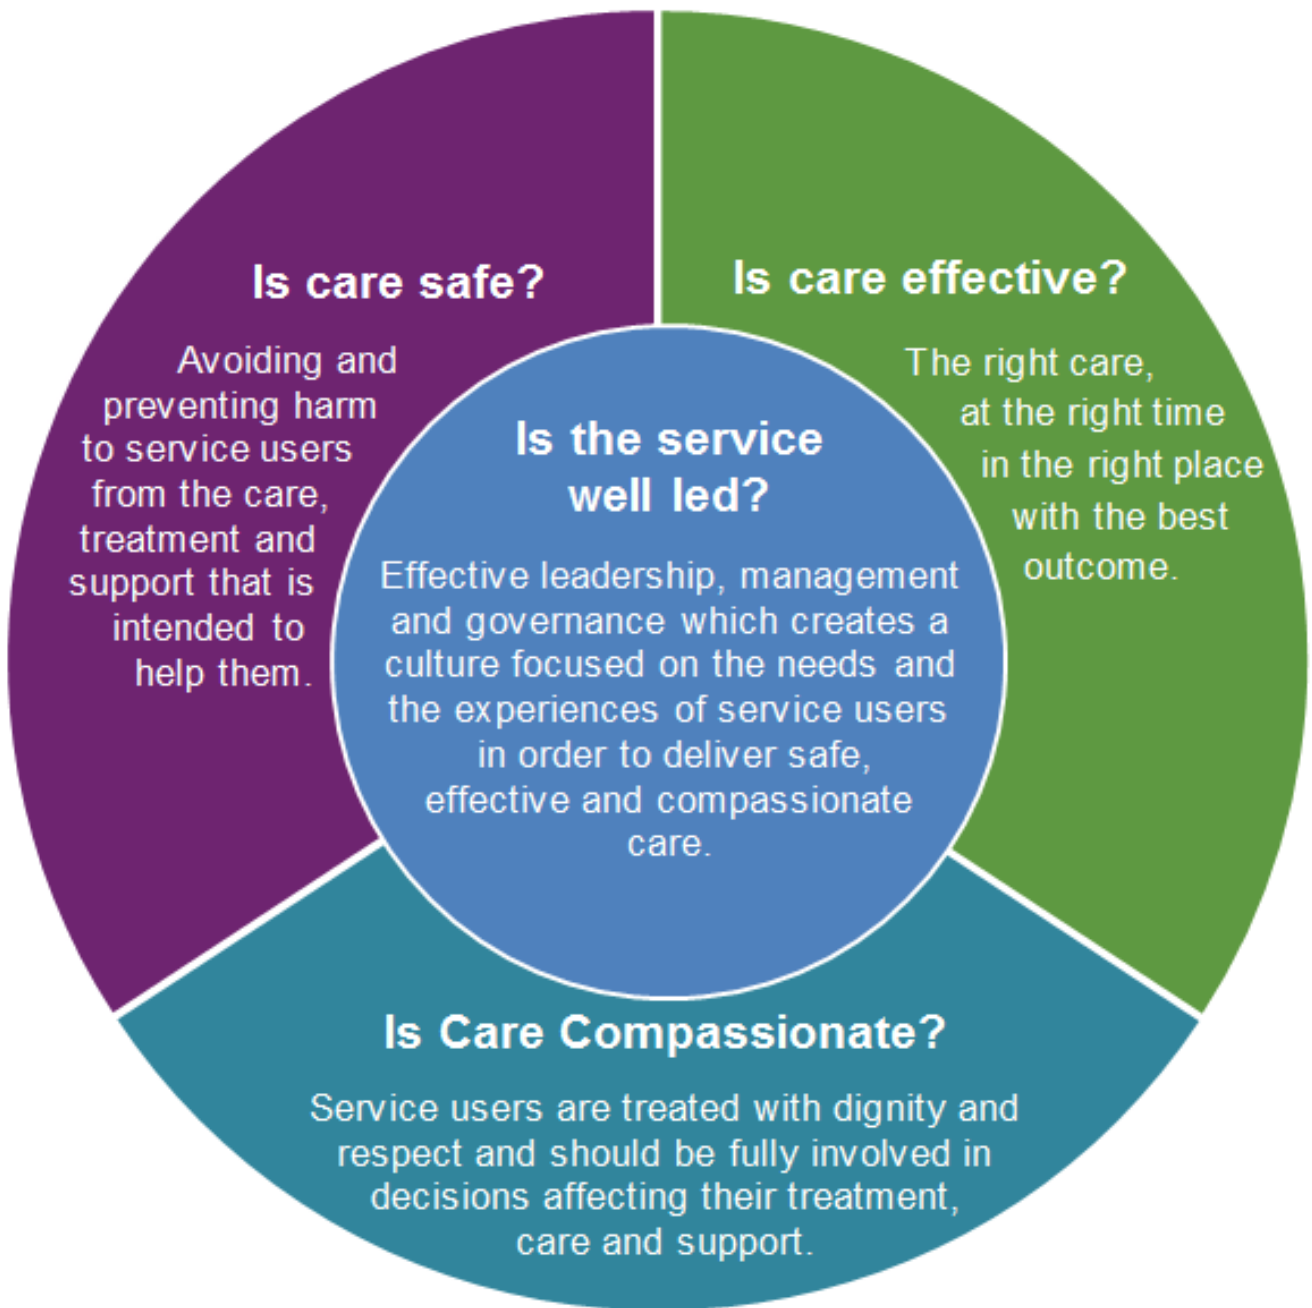 Is care safe?
Avoiding and
preventing harm
to service users
from the care,
treatment and
support that is
intended to
help them.
Is care effective?
The right care,
at the right time
in the right place
with the best
outcome.
Is the service
well led?
Effective leadership, management
and governance which creates a
culture focused on the needs and
the experiences of service users
in order to deliver safe,
effective and compassionate
care.
Is Care Compassionate?
Service users are treated with dignity and
respect and should be fully involved in
decisions affecting their treatment,
care and support.